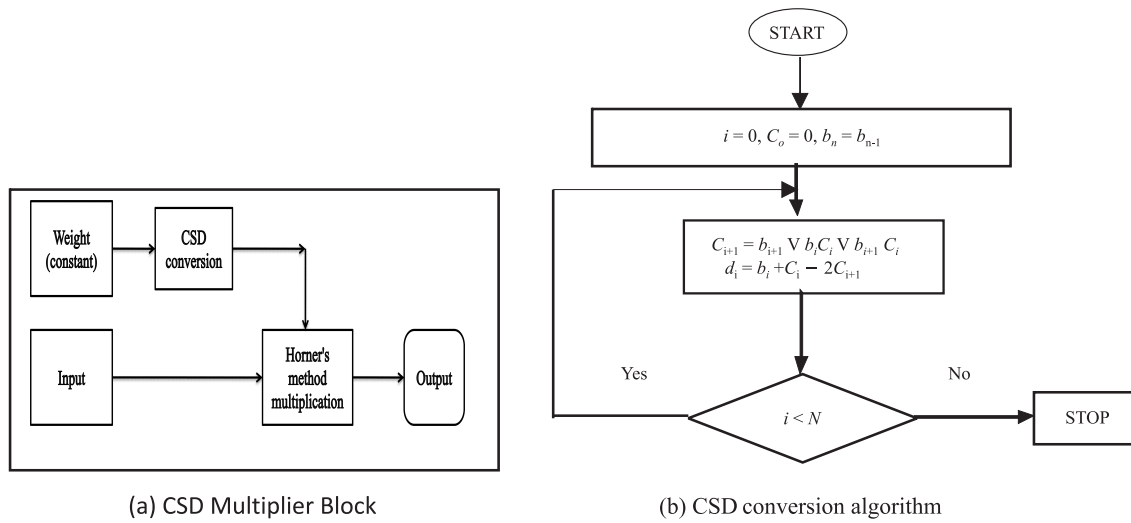 Weight
(constant)
CSD
conversion
Input
Horner's
method
multiplication
Output
(a) CSD Multiplier Block
START
i = 0, Co = 0, bn = bn-1
Ci+1 = bi+1 V biCi V bi+1 Ci
di = bi +Ci − 2Ci+1
Yes
No
i < N
STOP
(b) CSD conversion algorithm